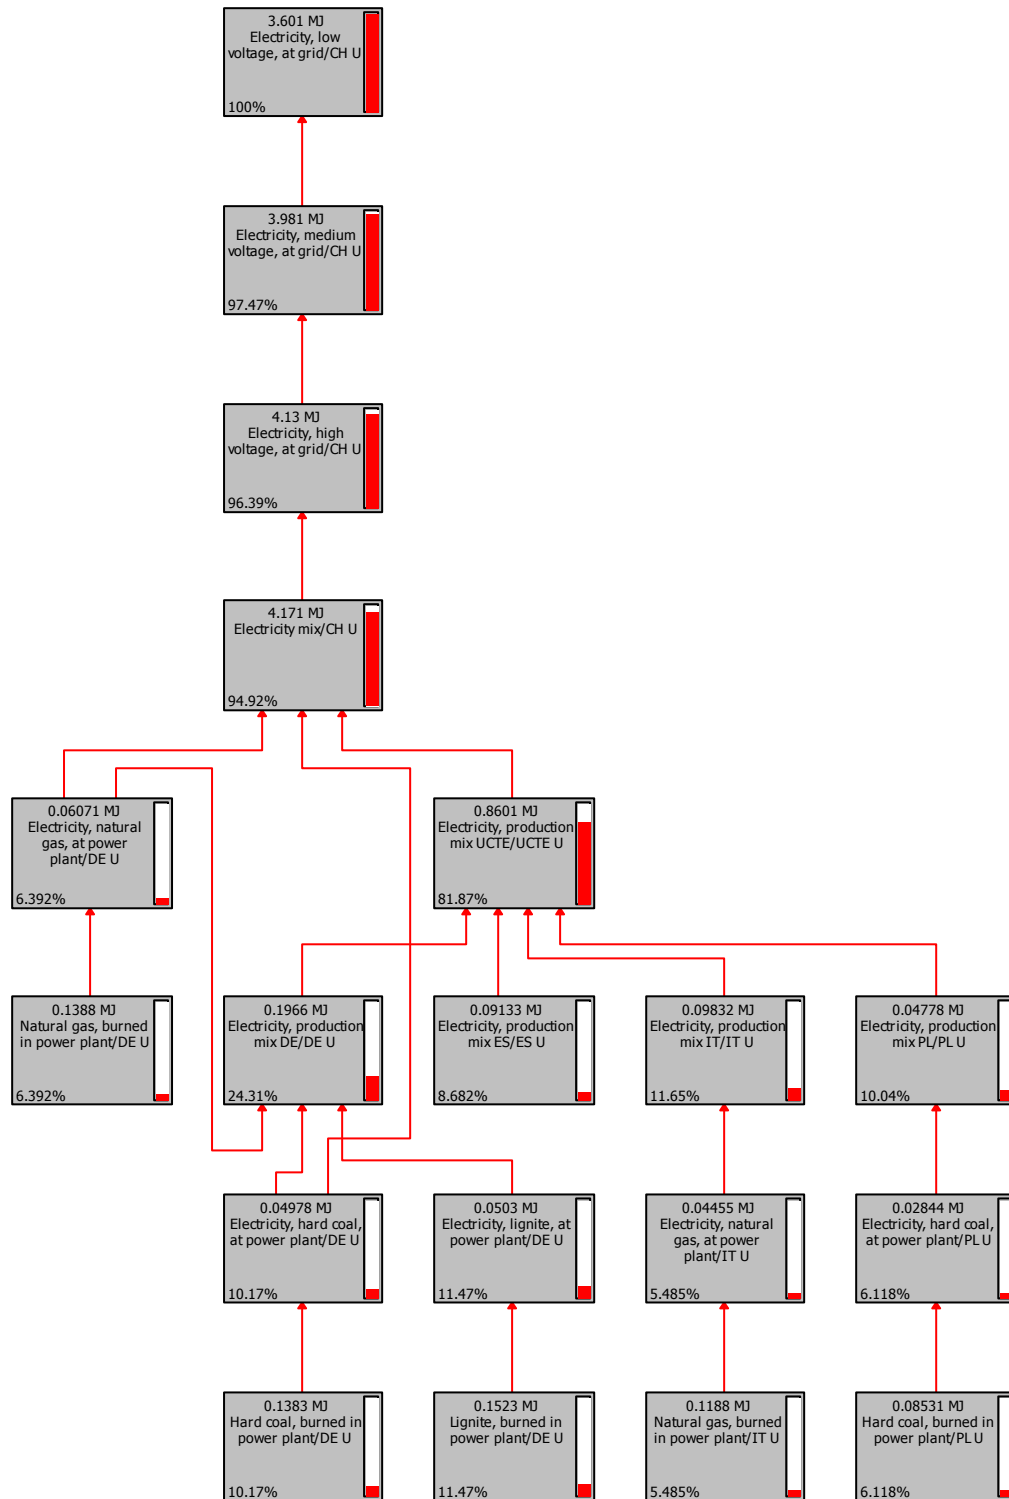 3.601 MJ
Electricity, low
voltage, at grid/CH U
100%
3.981 MJ
Electricity, medium
voltage, at grid/CH U
97.47%
4.13 MJ
Electricity, high
voltage, at grid/CH U
96.39%
4.171 MJ
Electricity mix/CH U
94.92%
0.06071 MJ
Electricity, natural
gas, at power
plant/DE U
6.392%
0.8601 MJ
Electricity, production
mix UCTE/UCTE U
81.87%
0.1388 MJ
Natural gas, burned
in power plant/DE U
6.392%
0.1966 MJ
Electricity, production
mix DE/DE U
24.31%
0.09133 MJ
Electricity, production
mix ES/ES U
8.682%
0.09832 MJ
Electricity, production
mix IT/IT U
11.65%
0.04778 MJ
Electricity, production
mix PL/PL U
10.04%
0.04978 MJ
Electricity, hard coal,
at power plant/DE U
10.17%
0.0503 MJ
Electricity, lignite, at
power plant/DE U
11.47%
0.04455 MJ
Electricity, natural
gas, at power
plant/IT U
5.485%
0.02844 MJ
Electricity, hard coal,
at power plant/PL U
6.118%
0.1383 MJ
Hard coal, burned in
power plant/DE U
10.17%
0.1523 MJ
Lignite, burned in
power plant/DE U
11.47%
0.1188 MJ
Natural gas, burned
in power plant/IT U
5.485%
0.08531 MJ
Hard coal, burned in
power plant/PL U
6.118%